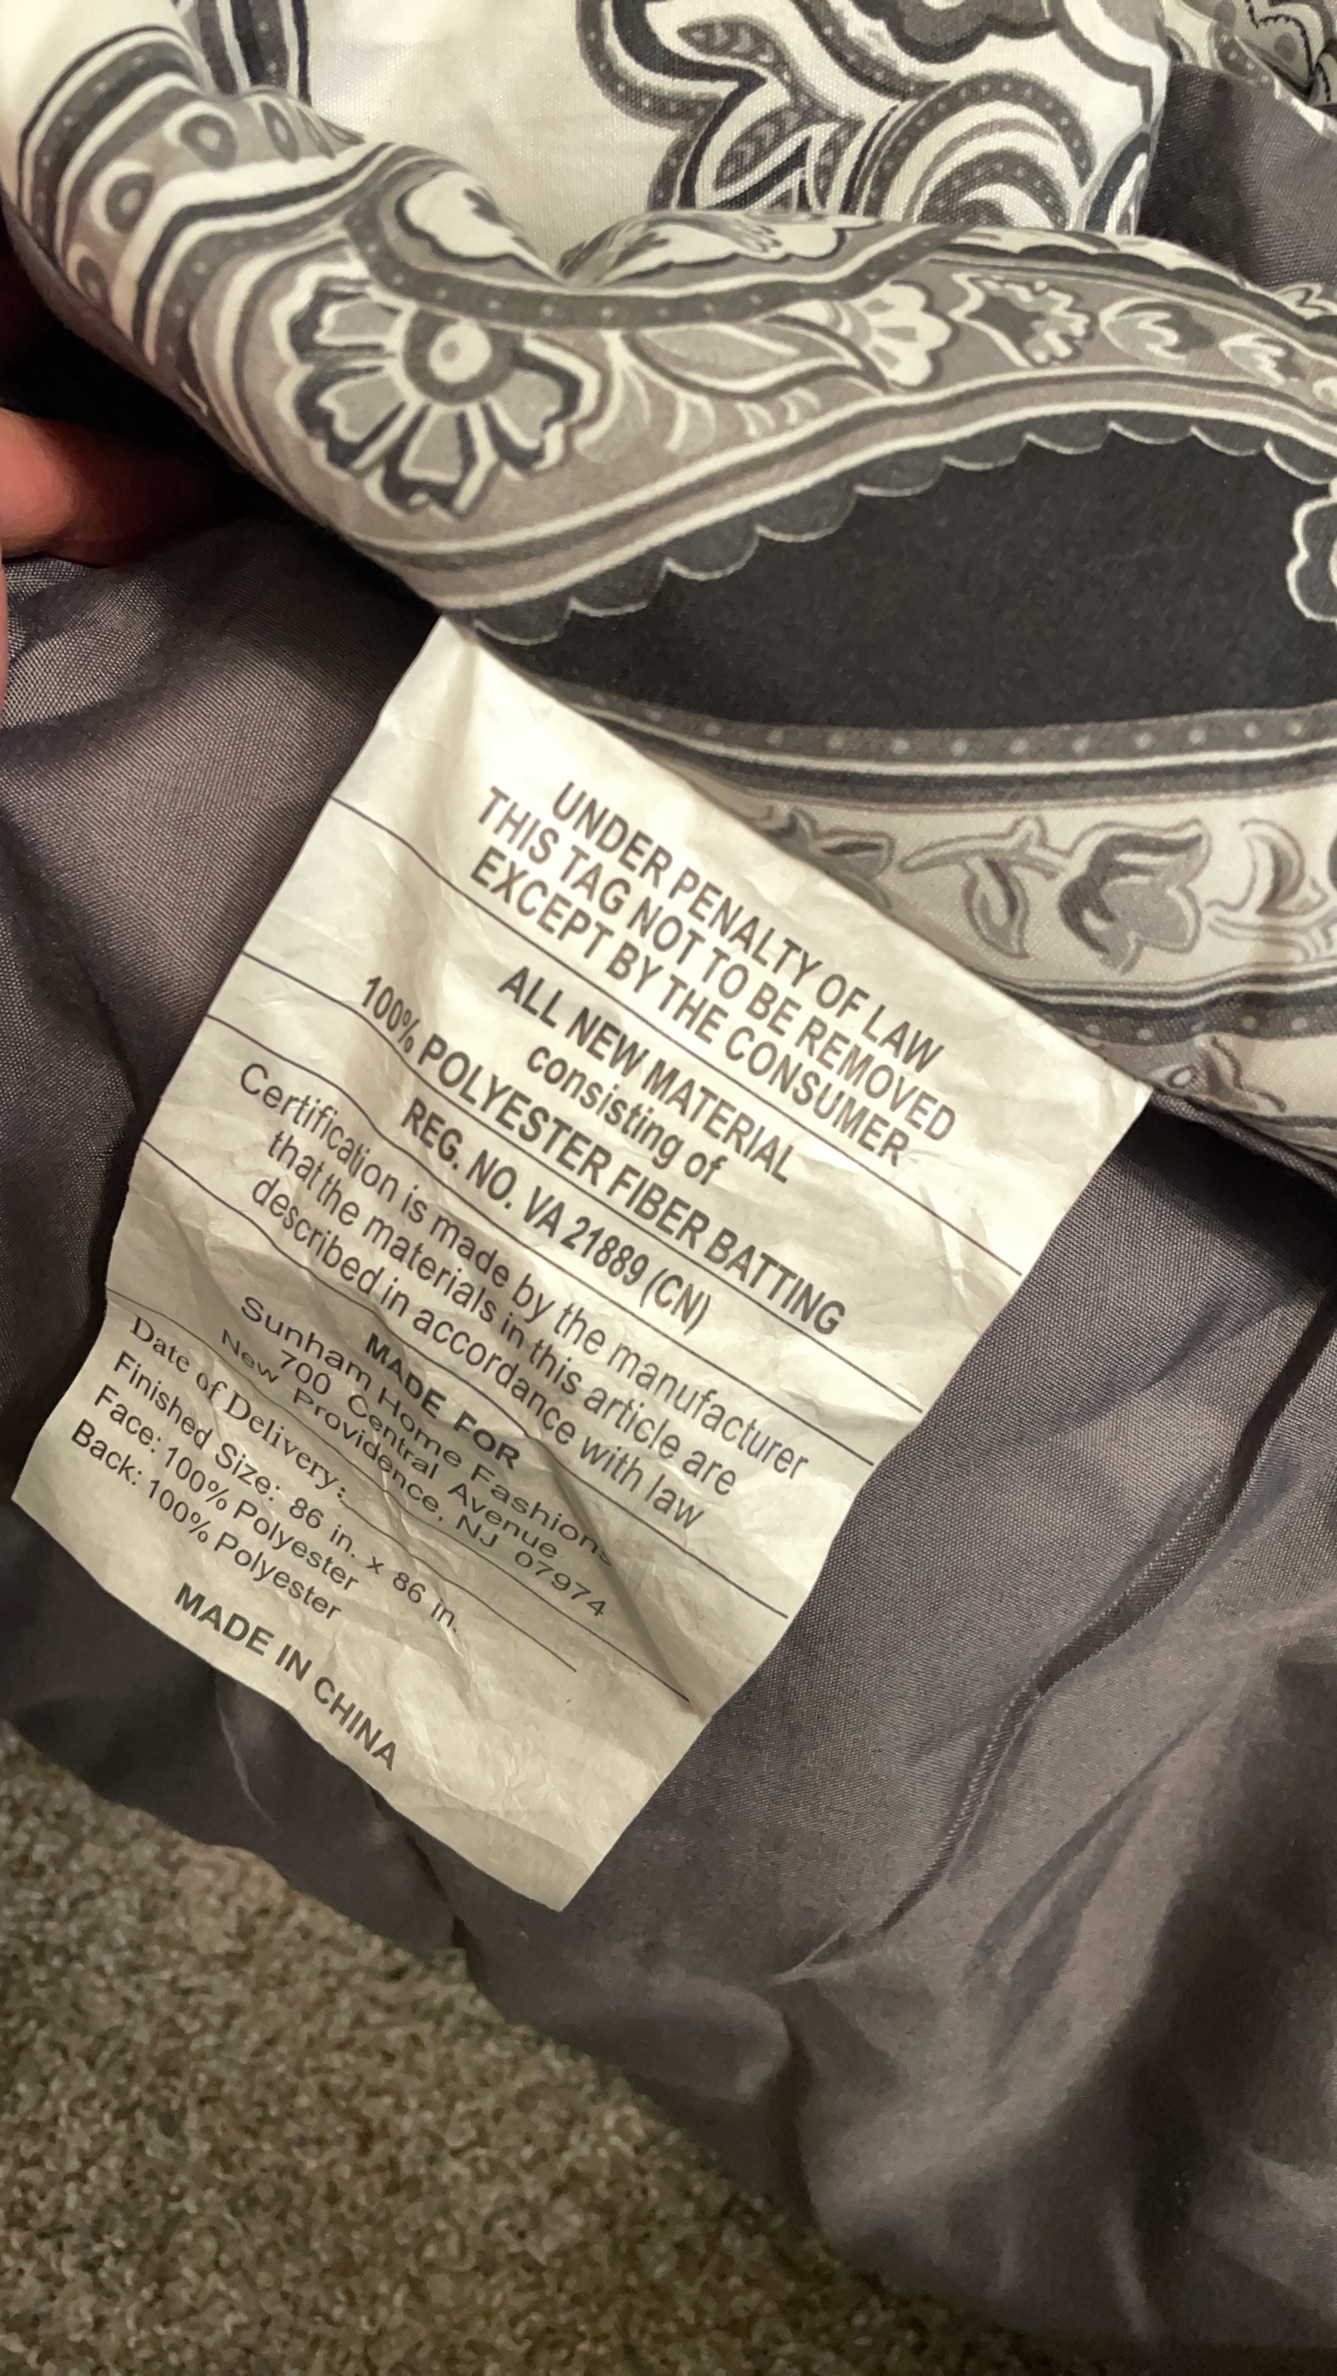 UNDER PENALTY OF LAW
THIS TAG NOT TO BE REMOVED
EXCEPT BY THE CONSUMER
ALL NEW MATERIAL
consisting of
100% POLYESTER FIBER BATTING
REG. NO. VA 21889 (CN)
Certification is made by the manufacturer
that the materials in this article are
described in accordance with law
MADE FOR
Sunham Home Fashions
700 Central Avenue
New Providence, NJ 07974
Date of Delivery:
Finished Size: 86 in. x 86 in.
Face: 100% Polyester
Back: 100% Polyester
MADE IN CHINA